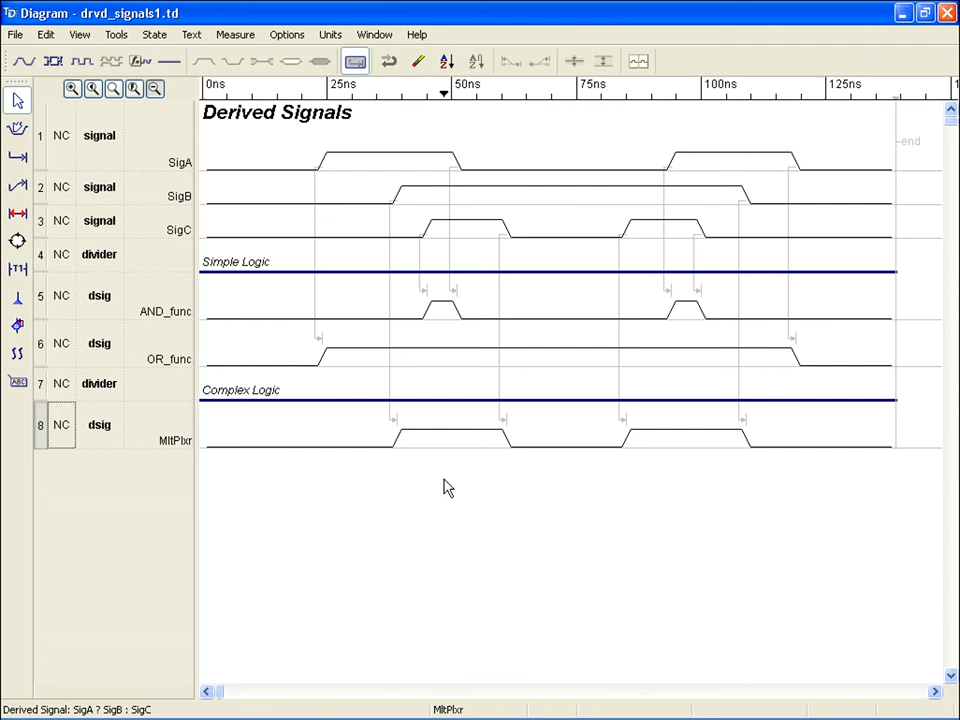 Diagram - drvd_signals1.td
File Edit View Tools State Text Measure Options Units Window Help
0ns 25ns 50ns 75ns 100ns 125ns 1
Derived Signals
1 NC signal
SigA
end
2 NC signal
SigB
3 NC signal
SigC
4 NC divider
Simple Logic
5 NC dsig
AND_func
6 NC dsig
OR_func
7 NC divider
Complex Logic
8 NC dsig
MltPlxr
Derived Signal: SigA ? SigB : SigC MltPlxr